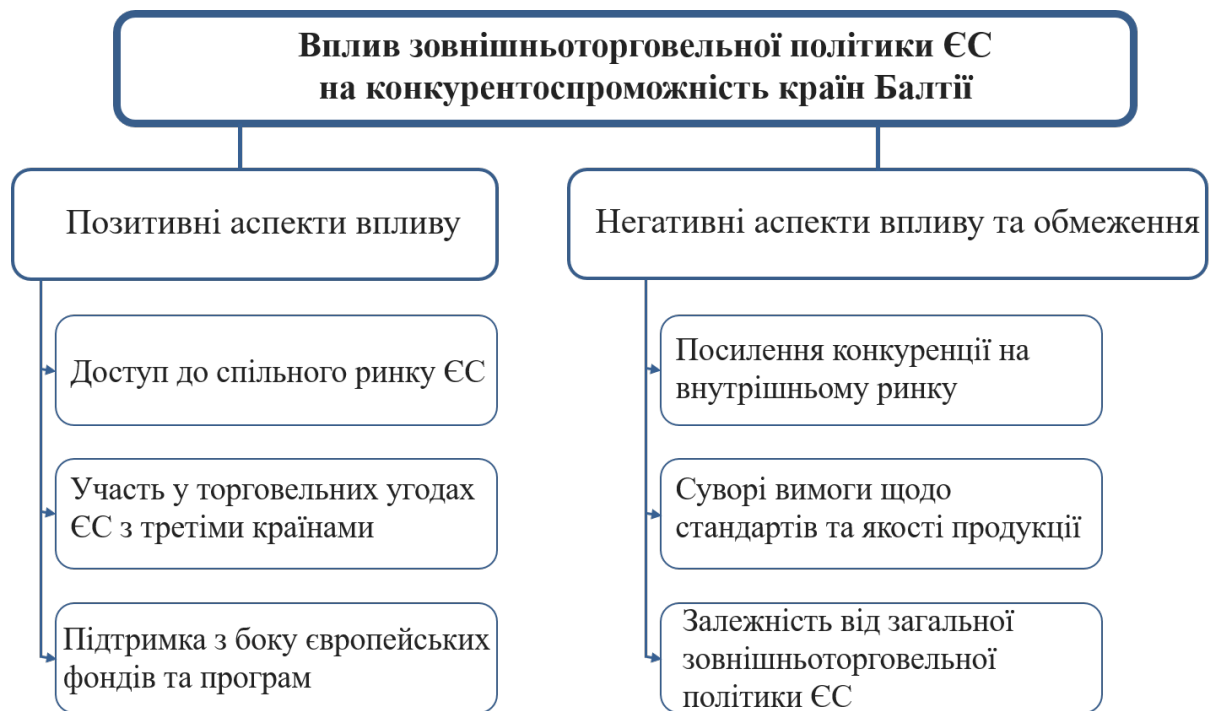 Вплив зовнішньоторговельної політики ЄС
на конкурентоспроможність країн Балтії
Позитивні аспекти впливу
Негативні аспекти впливу та обмеження
Доступ до спільного ринку ЄС
Участь у торговельних угодах
ЄС з третіми країнами
Підтримка з боку європейських
фондів та програм
Посилення конкуренції на
внутрішньому ринку
Суворі вимоги щодо
стандартів та якості продукції
Залежність від загальної
зовнішньоторговельної
політики ЄС